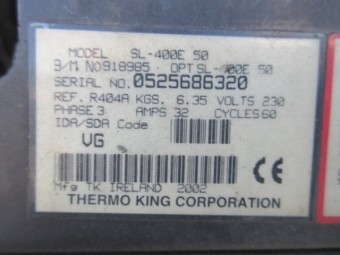 MODEL SL-400E 50
B/M No918985 OPT SL-400E 50
SERIAL NO. 0525686320
REF. R404A KGS. 6.35 VOLTS 230
PHASE 3 AMPS 32 CYCLES 60
IDA/SDA Code
VG
CE
Mfg TK IRELAND 2002
THERMO KING CORPORATION